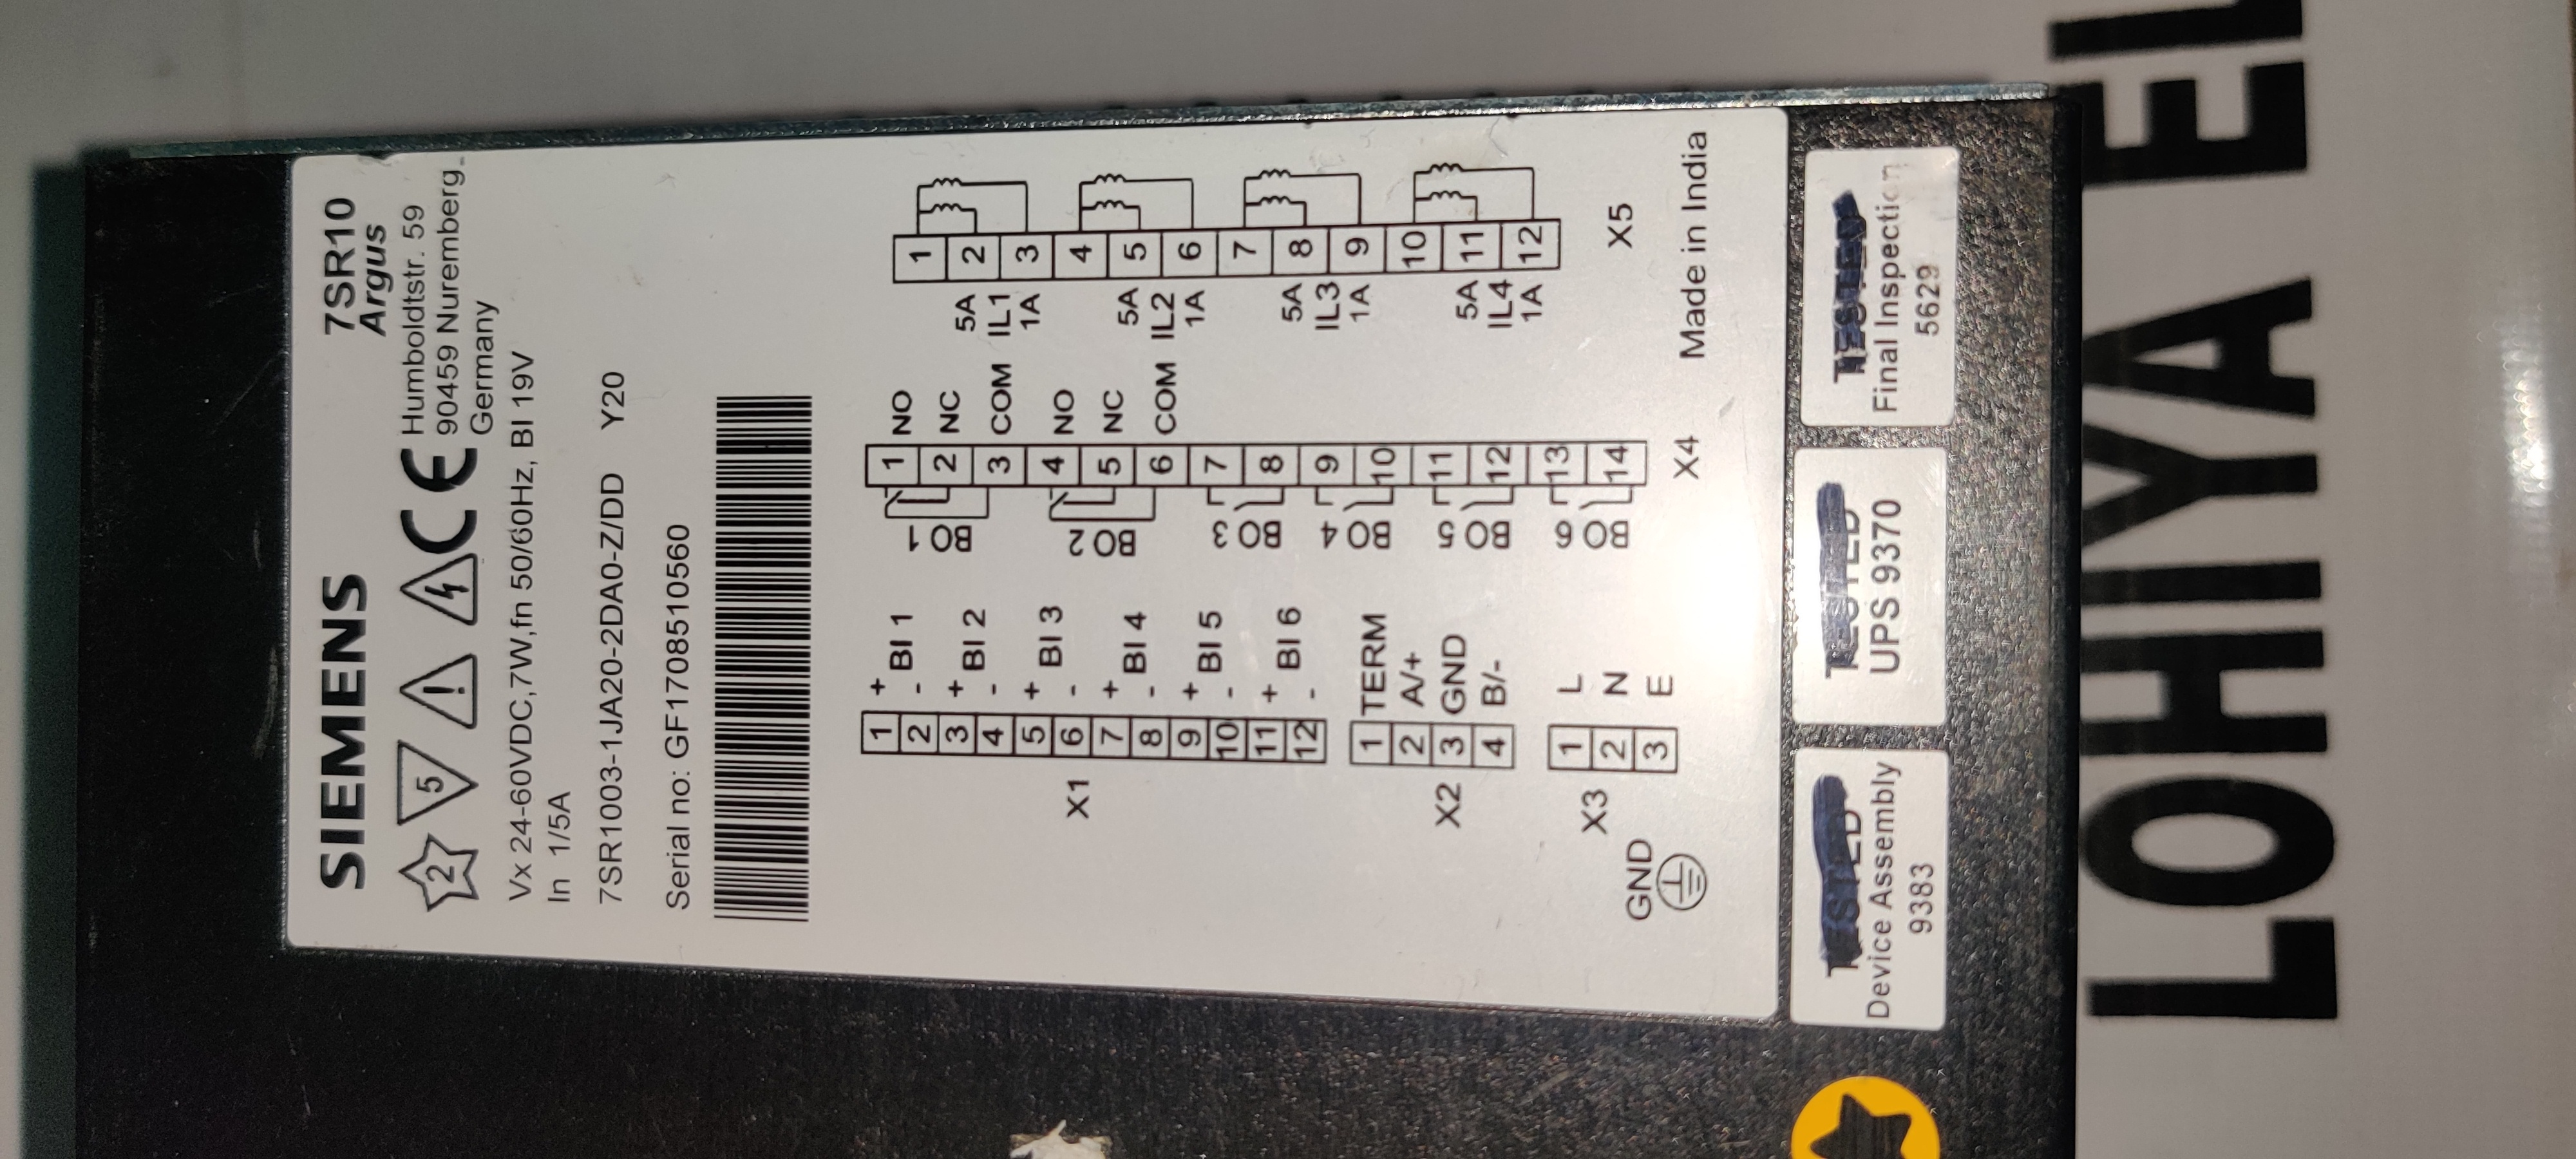 SIEMENS
7SR10
Argus
2 5
CE
Humboldtstr. 59
90459 Nuremberg
Germany
Vx 24-60VDC,7W,fn 50/60Hz, BI 19V
In 1/5A
7SR1003-1JA20-2DA0-Z/DD Y20
Serial no: GF1708510560
X1
1 +
2 - BI 1
3 +
4 - BI 2
5 +
6 - BI 3
7 +
8 - BI 4
9 +
10 - BI 5
11 +
12 - BI 6
X2
1 TERM
2 A/+
3 GND
4 B/-
X3
1 L
2 N
3 E
GND
BO 1
1 NO
2 NC
3 COM
BO 2
4 NO
5 NC
6 COM
BO 3
7
8
BO 4
9
10
BO 5
11
12
BO 6
13
14
X4
1
5A 2
IL1
1A 3
4
5A 5
IL2
1A 6
7
5A 8
IL3
1A 9
10
5A 11
IL4
1A 12
X5
Made in India
TESTED
Device Assembly
9383
TESTED
UPS 9370
TESTED
Final Inspection
5629
LOHIYA EL